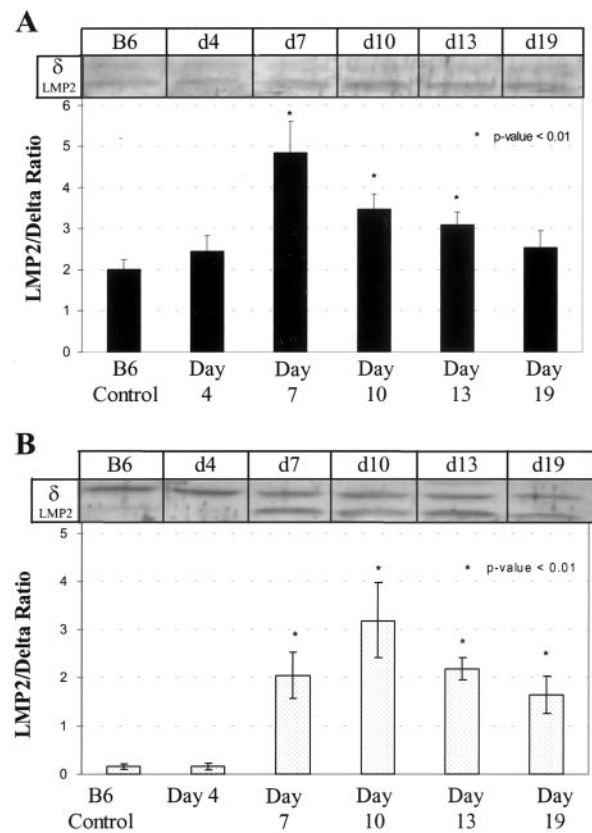 A
B6 d4 d7 d10 d13 d19
δ
LMP2
LMP2/Delta Ratio
6
5
4
3
2
1
0
*
*
*
* p-value < 0.01
B6 Day Day Day Day Day
Control 4 7 10 13 19
B
B6 d4 d7 d10 d13 d19
δ
LMP2
LMP2/Delta Ratio
5
4
3
2
1
0
*
*
*
*
* p-value < 0.01
B6 Day 4 Day Day Day Day
Control 7 10 13 19